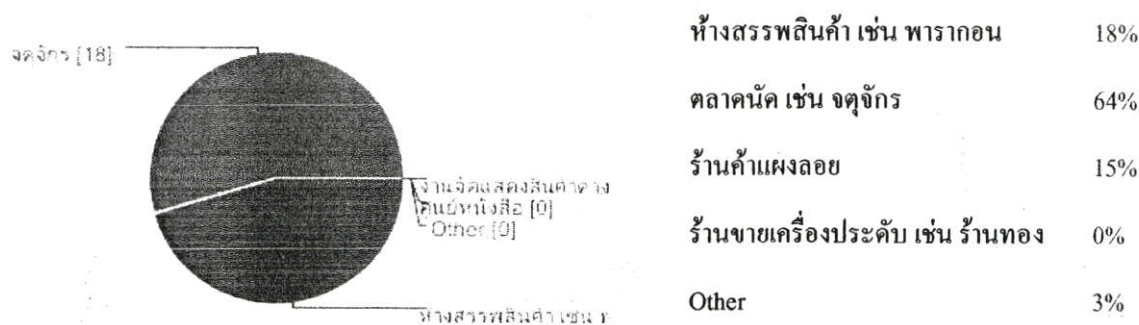 จตุจักร [18]
งานจัดแสดงสินค้าต่าง
ศูนย์หนังสือ [0]
Other [0]
ห้างสรรพสินค้า เช่น
ห้างสรรพสินค้า เช่น พารากอน 18%
ตลาดนัด เช่น จตุจักร 64%
ร้านค้าแผงลอย 15%
ร้านขายเครื่องประดับ เช่น ร้านทอง 0%
Other 3%